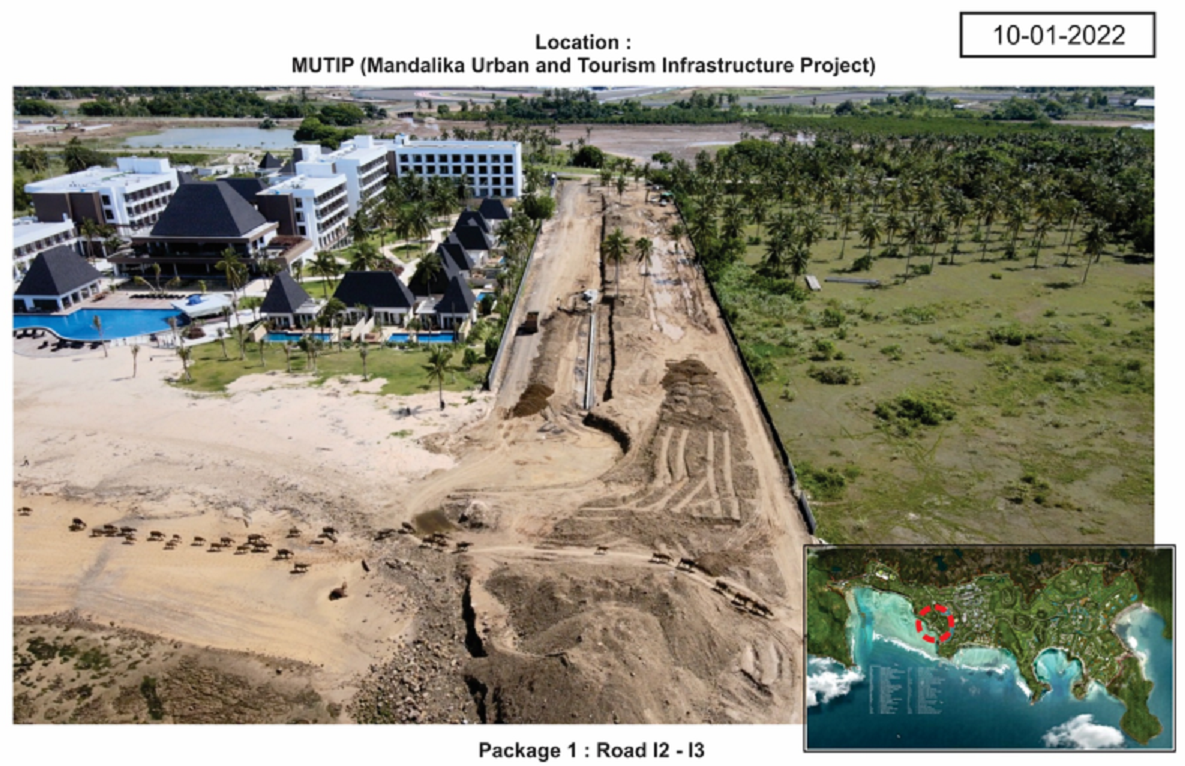 10-01-2022
Location :
MUTIP (Mandalika Urban and Tourism Infrastructure Project)
Package 1 : Road I2 - I3